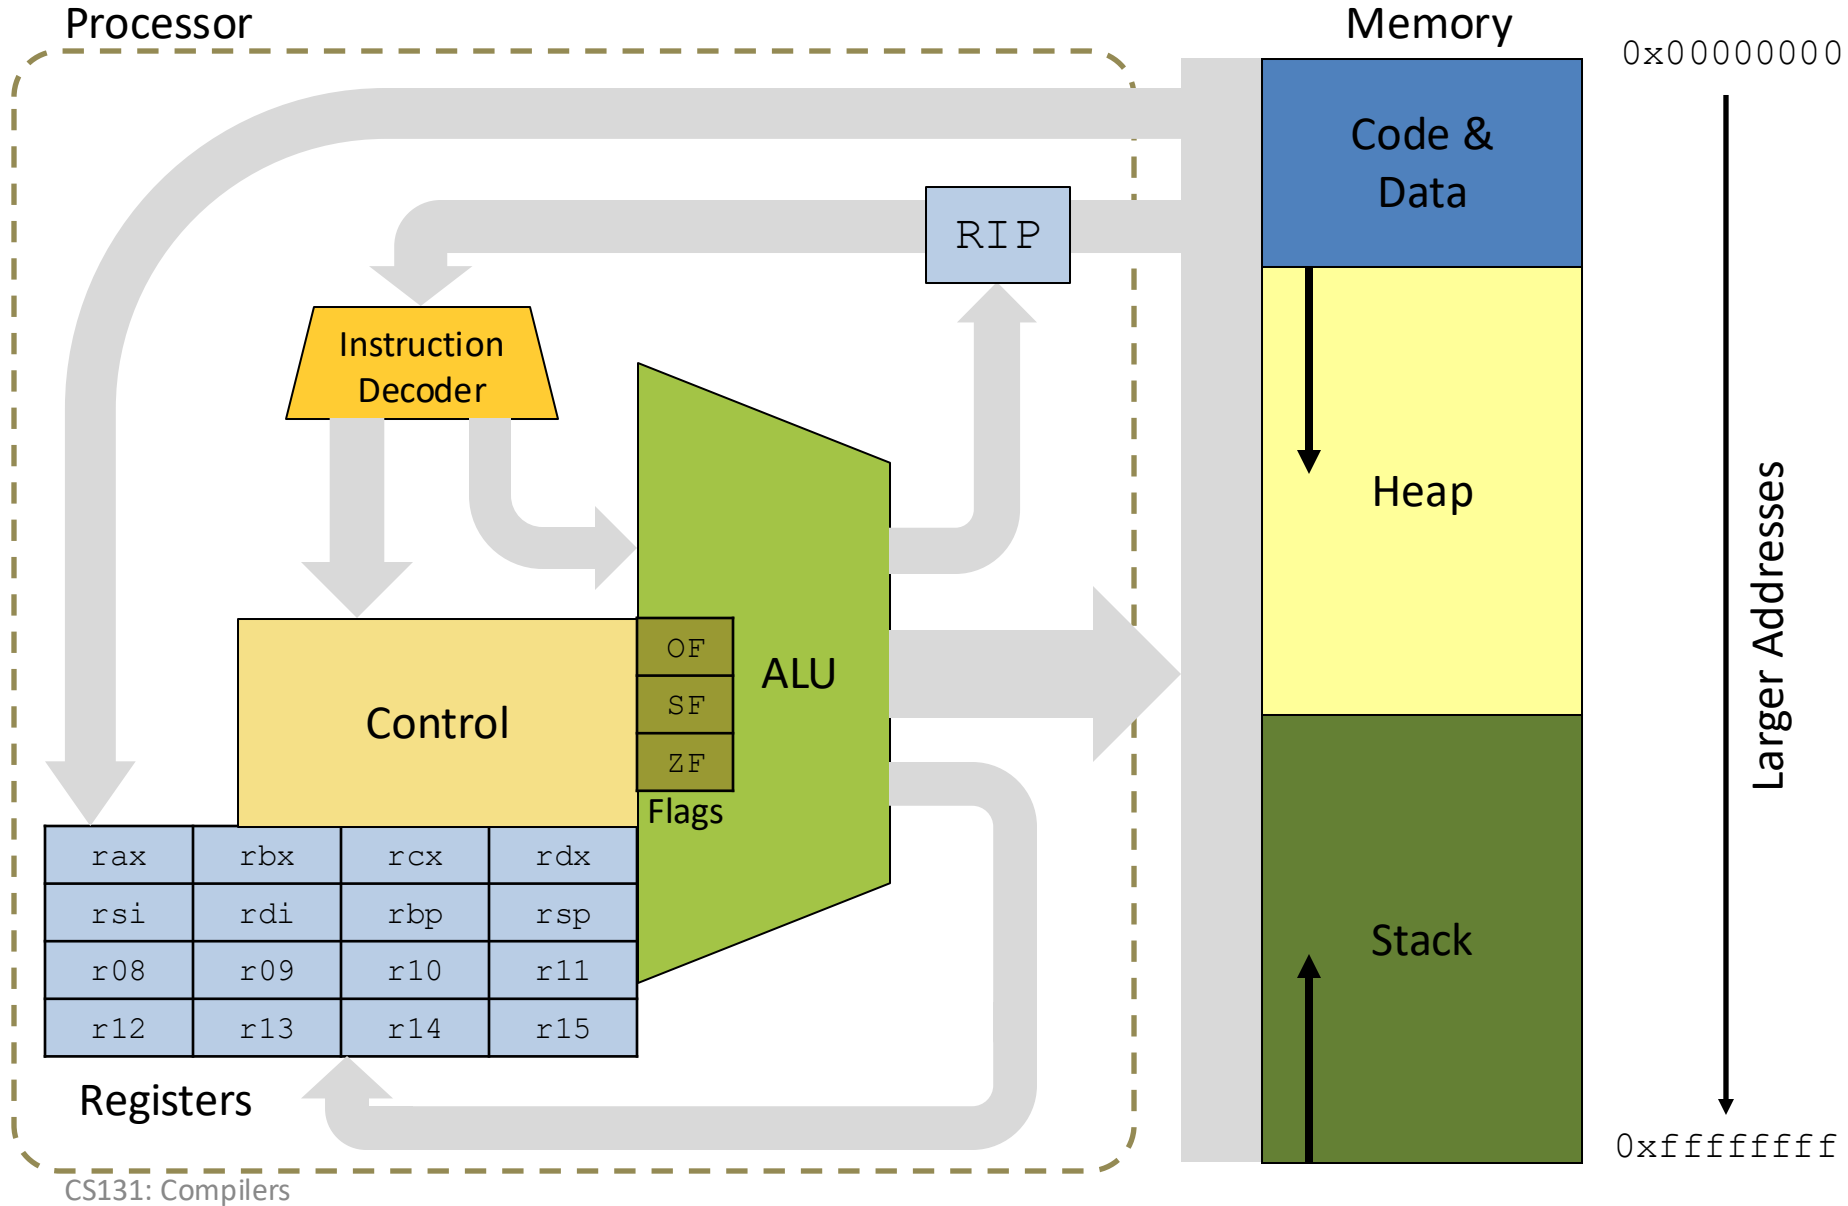 Processor
Memory
0x00000000
Code &
Data
RIP
Instruction
Decoder
Heap
Larger Addresses
OF
SF
ZF
Flags
ALU
Control
rax rbx rcx rdx
rsi rdi rbp rsp
r08 r09 r10 r11
r12 r13 r14 r15
Stack
Registers
0xffffffff
CS131: Compilers